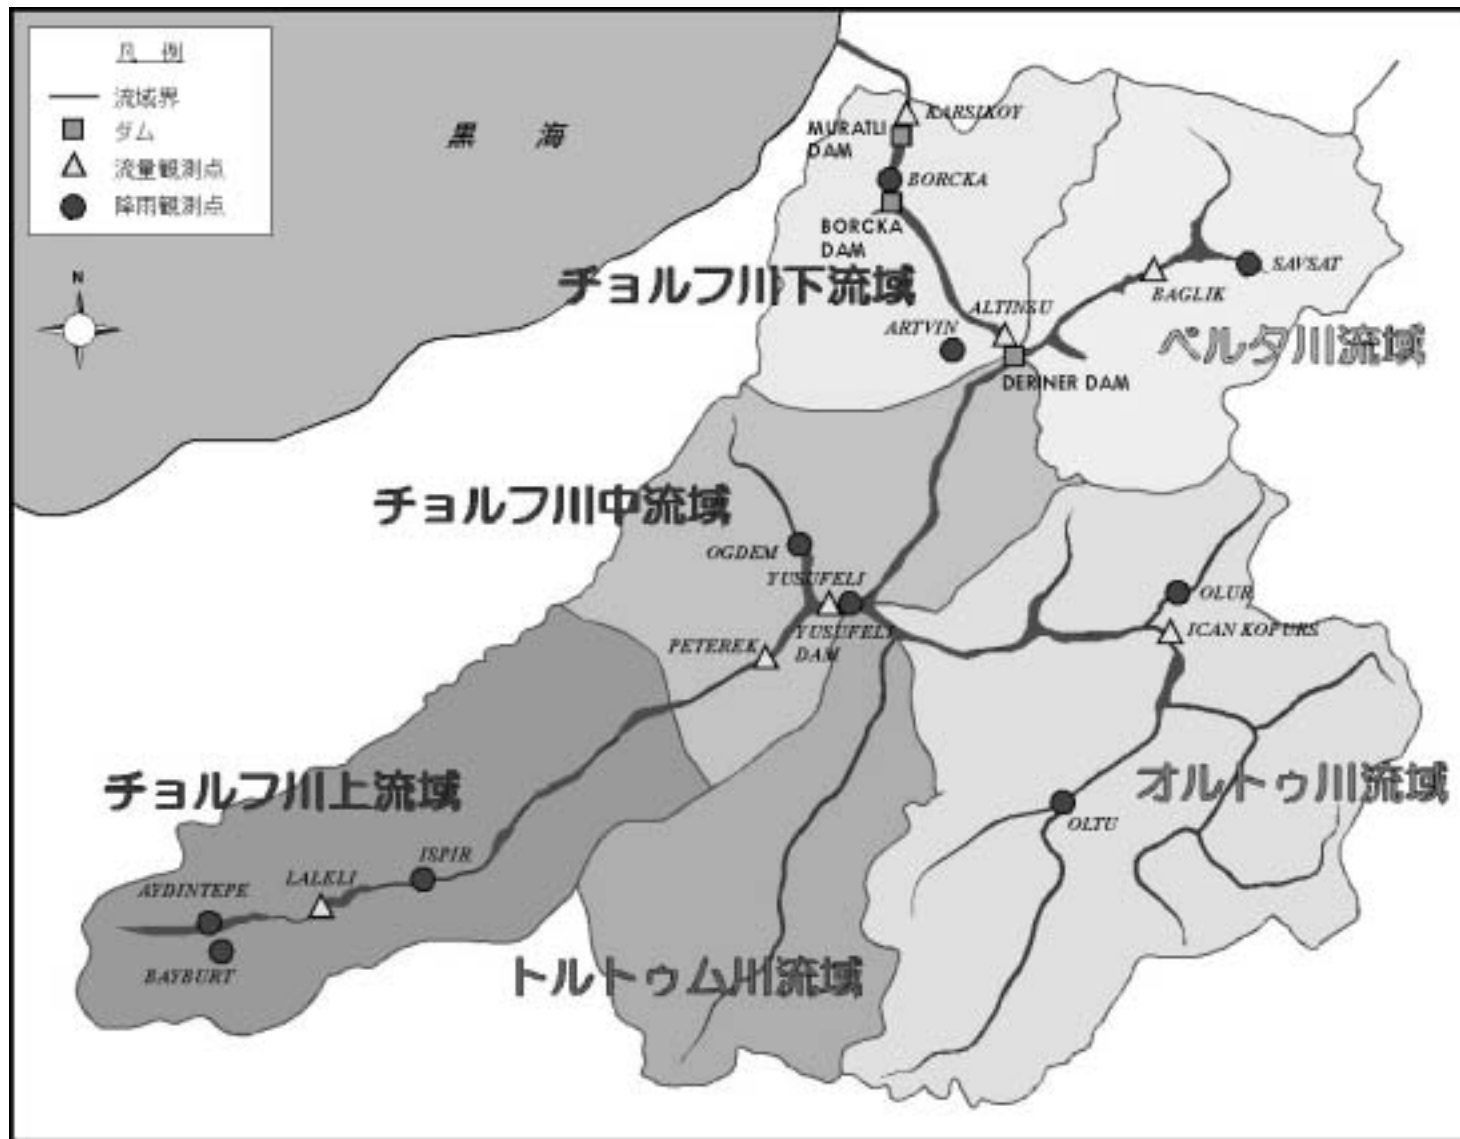 凡 例
流域界
ダム
流量観測点
降雨観測点
黒 海
N
KARSIKOY
MURATLI
DAM
BORCKA
BORCKA
DAM
チョルフ川下流域
SAVSAT
BAGLIK
ALTINSU
ARTVIN
ベルタ川流域
DERINER DAM
チョルフ川中流域
OGDEM
YUSUFELI
OLUR
ICAN KOPURS
PETEREK
YUSUFELI
DAM
チョルフ川上流域
オルトゥ川流域
OLTU
ISPIR
LALELI
AYDINTEPE
BAYBURT
トルトゥム川流域